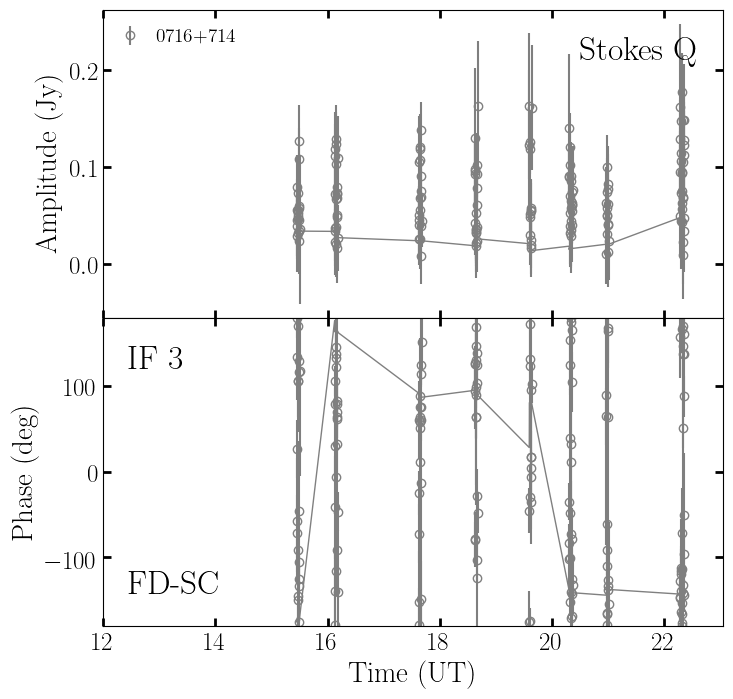 0716+714
Stokes Q
0.2
0.1
0.0
Amplitude (Jy)
IF 3
100
0
−100
Phase (deg)
FD-SC
12 14 16 18 20 22
Time (UT)